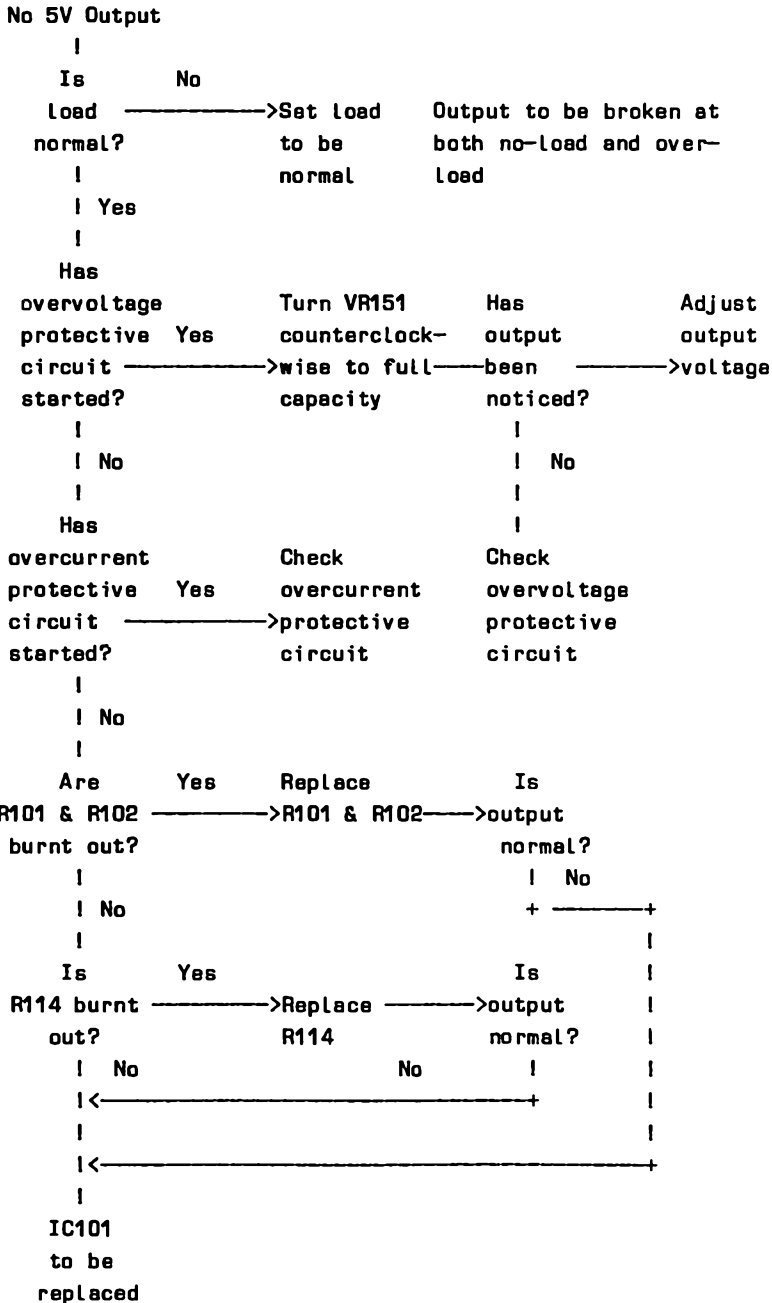 No 5V Output
!
Is No
load ————>Set load Output to be broken at
normal? to be both no-load and over-
! normal load
! Yes
!
Has
overvoltage Turn VR151 Has Adjust
protective Yes counterclock- output output
circuit ————>wise to full——been ————>voltage
started? capacity noticed?
! !
! No ! No
! !
Has !
overcurrent Check Check
protective Yes overcurrent overvoltage
circuit ————>protective protective
started? circuit circuit
!
! No
!
Are Yes Replace Is
R101 & R102 ————>R101 & R102——>output
burnt out? normal?
! ! No
! No + ————+
! !
Is Yes Is !
R114 burnt ————>Replace ———>output !
out? R114 normal? !
! No No ! !
!<————————————+ !
! !
!<————————————————+
!
IC101
to be
replaced